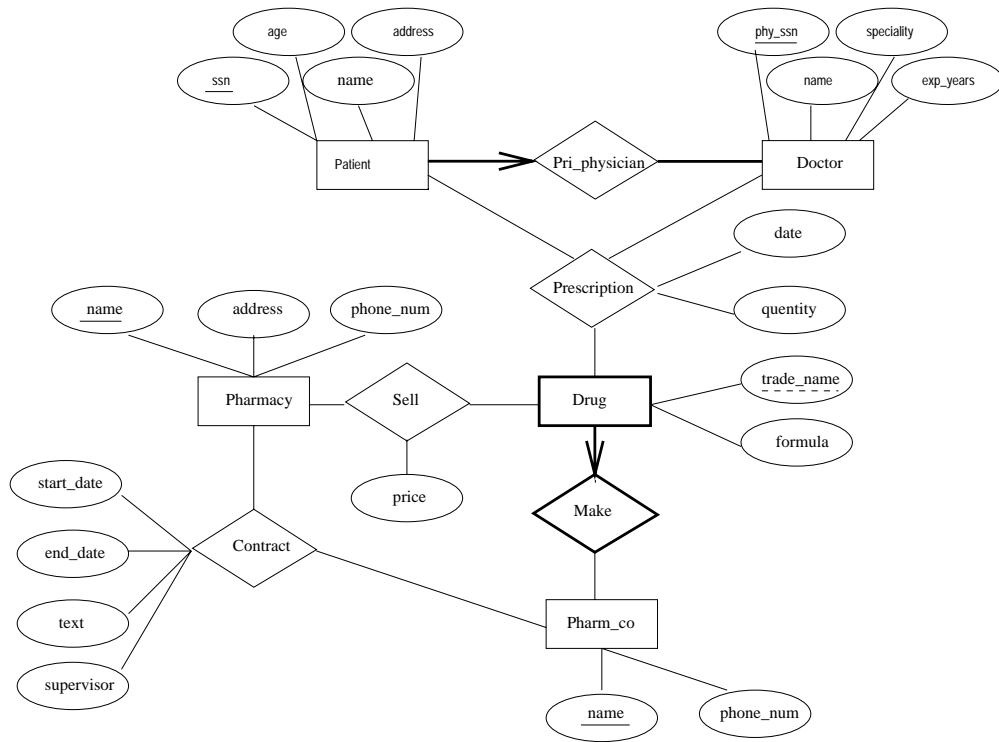 age
address
phy_ssn
speciality
ssn
name
name
exp_years
Patient
Pri_physician
Doctor
date
Prescription
quentity
name
address
phone_num
trade_name
Pharmacy
Sell
Drug
formula
start_date
price
Make
end_date
Contract
text
Pharm_co
supervisor
name
phone_num